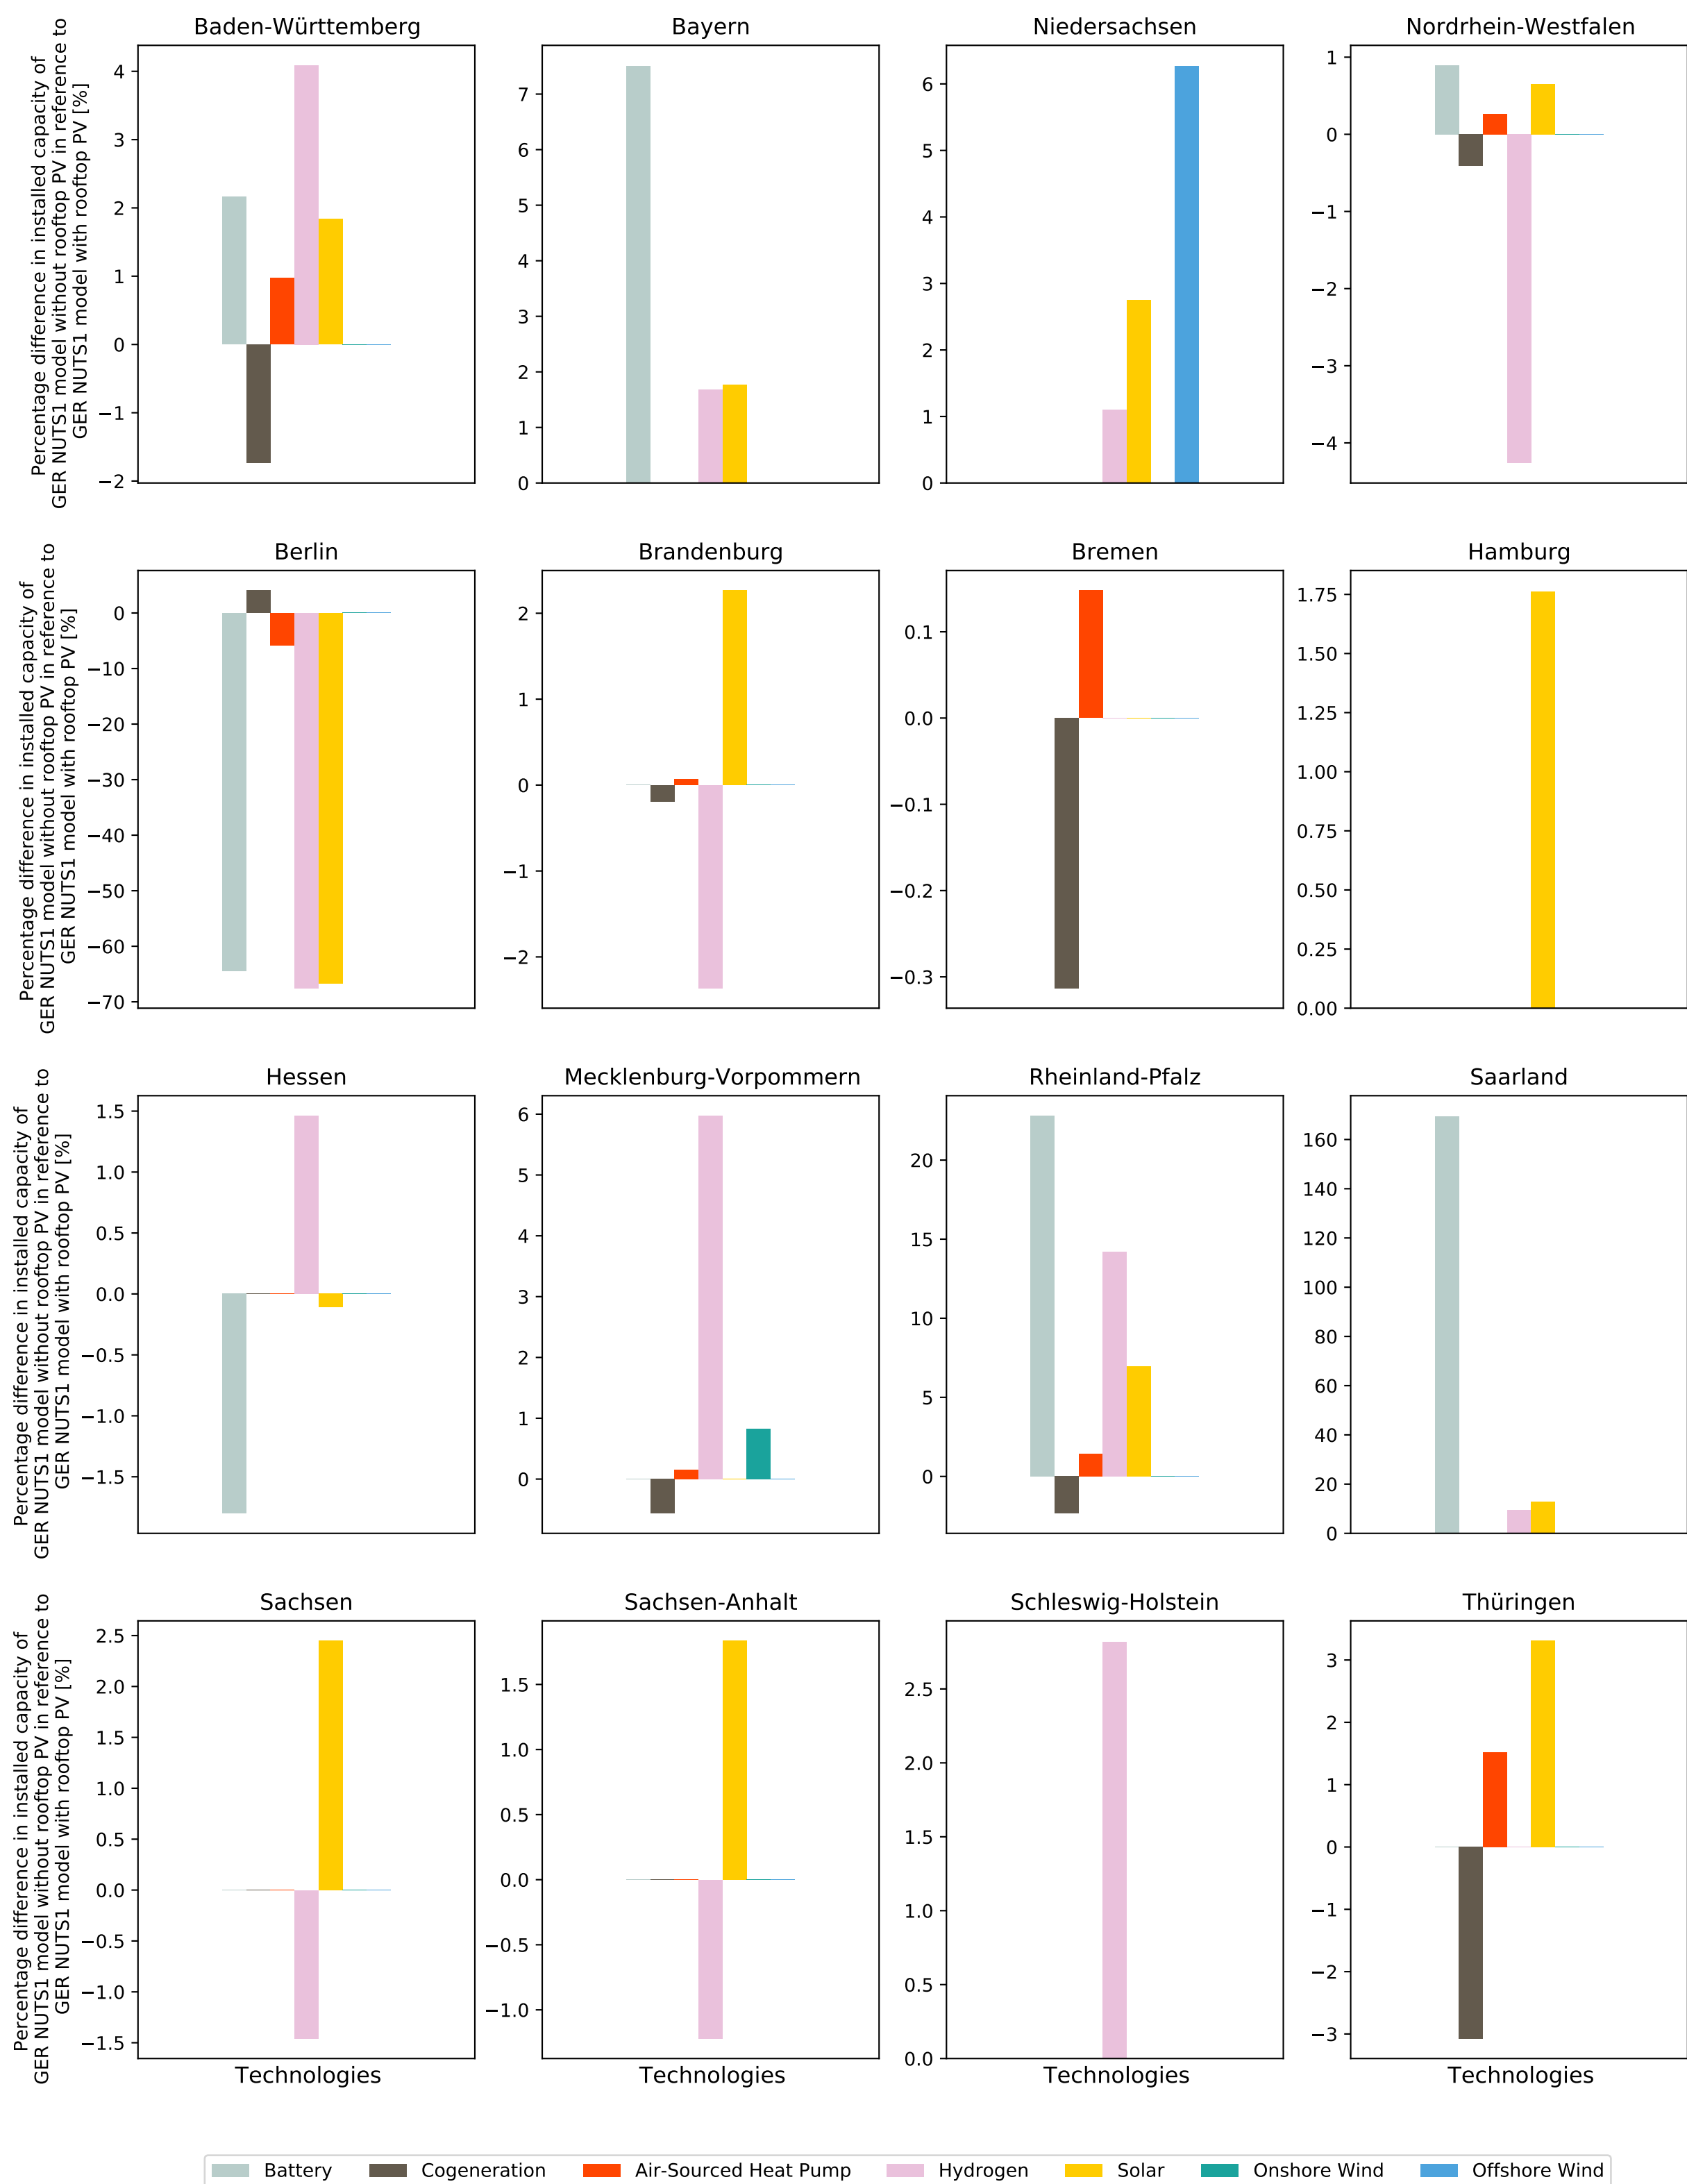 Baden-Württemberg
Bayern
Niedersachsen
Nordrhein-Westfalen
Percentage difference in installed capacity of
GER NUTS1 model without rooftop PV in reference to
GER NUTS1 model with rooftop PV [%]
4
3
2
1
0
−1
−2
7
6
5
4
3
2
1
0
6
5
4
3
2
1
0
1
0
−1
−2
−3
−4
Berlin
Brandenburg
Bremen
Hamburg
Percentage difference in installed capacity of
GER NUTS1 model without rooftop PV in reference to
GER NUTS1 model with rooftop PV [%]
0
−10
−20
−30
−40
−50
−60
−70
2
1
0
−1
−2
0.1
0.0
−0.1
−0.2
−0.3
1.75
1.50
1.25
1.00
0.75
0.50
0.25
0.00
Hessen
Mecklenburg-Vorpommern
Rheinland-Pfalz
Saarland
Percentage difference in installed capacity of
GER NUTS1 model without rooftop PV in reference to
GER NUTS1 model with rooftop PV [%]
1.5
1.0
0.5
0.0
−0.5
−1.0
−1.5
6
5
4
3
2
1
0
20
15
10
5
0
160
140
120
100
80
60
40
20
0
Sachsen
Sachsen-Anhalt
Schleswig-Holstein
Thüringen
Percentage difference in installed capacity of
GER NUTS1 model without rooftop PV in reference to
GER NUTS1 model with rooftop PV [%]
2.5
2.0
1.5
1.0
0.5
0.0
−0.5
−1.0
−1.5
1.5
1.0
0.5
0.0
−0.5
−1.0
2.5
2.0
1.5
1.0
0.5
0.0
3
2
1
0
−1
−2
−3
Technologies
Technologies
Technologies
Technologies
Battery
Cogeneration
Air-Sourced Heat Pump
Hydrogen
Solar
Onshore Wind
Offshore Wind